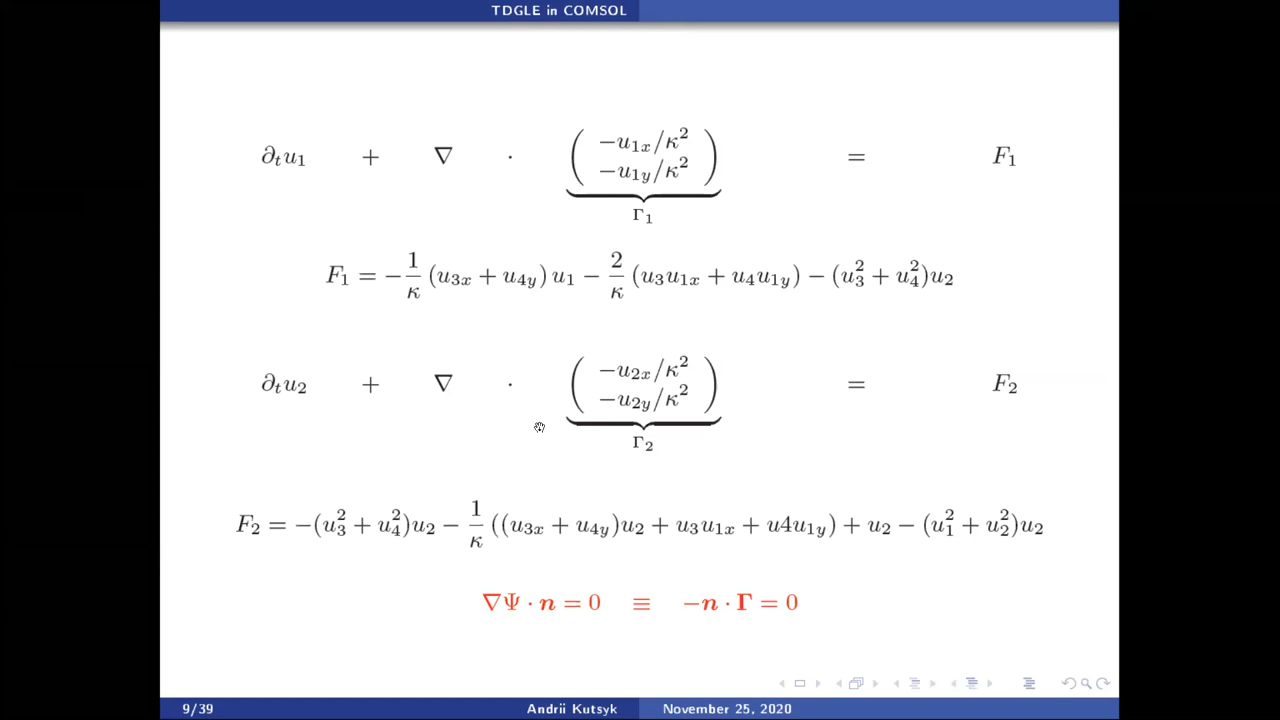 TDGLE in COMSOL
∂ₜu₁ + ∇ · ( −u₁ₓ/κ² −u₁ᵧ/κ² ) = F₁
Γ₁
F₁ = −1/κ (u₃ₓ + u₄ᵧ) u₁ − 2/κ (u₃u₁ₓ + u₄u₁ᵧ) − (u₃² + u₄²)u₂
∂ₜu₂ + ∇ · ( −u₂ₓ/κ² −u₂ᵧ/κ² ) = F₂
Γ₂
F₂ = −(u₃² + u₄²)u₂ − 1/κ ((u₃ₓ + u₄ᵧ)u₂ + u₃u₁ₓ + u4u₁ᵧ) + u₂ − (u₁² + u₂²)u₂
∇Ψ · n = 0 ≡ −n · Γ = 0
9/39 Andrii Kutsyk November 25, 2020